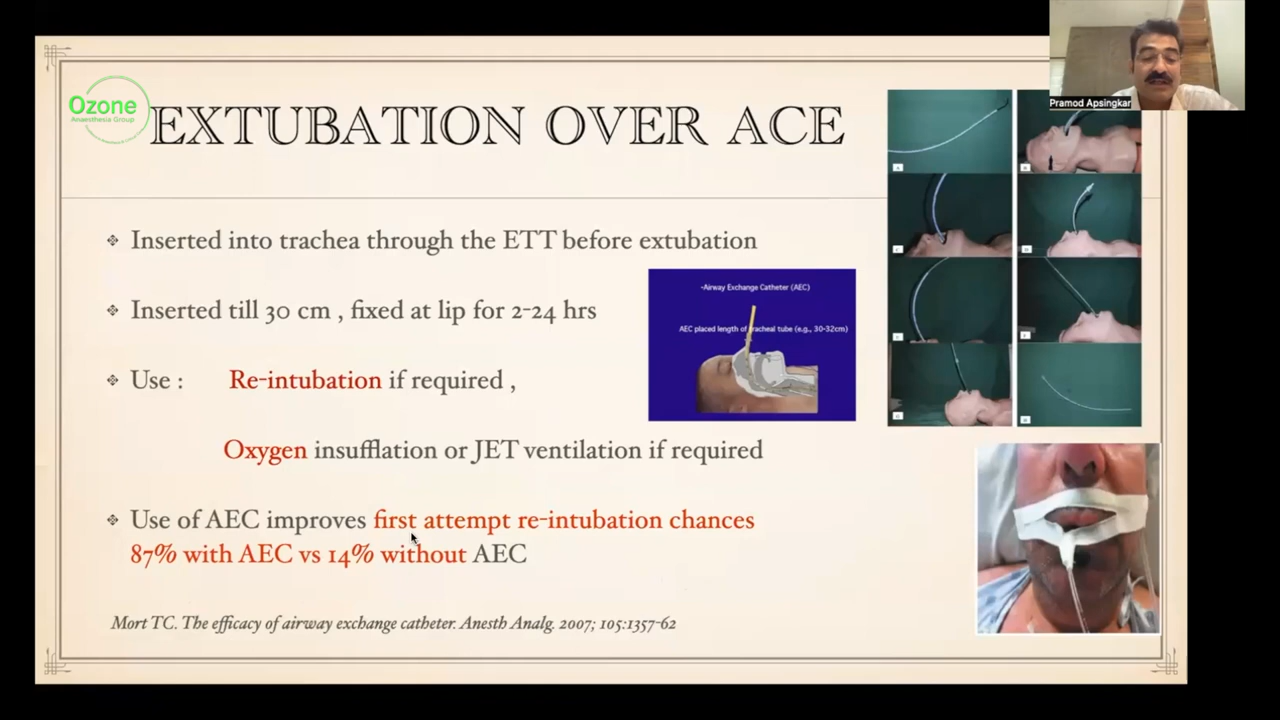 Pramod Apsingkar
Ozone
Anaesthesia Group
EXTUBATION OVER ACE
Inserted into trachea through the ETT before extubation
Inserted till 30 cm , fixed at lip for 2-24 hrs
Use : Re-intubation if required ,
Oxygen insufflation or JET ventilation if required
Use of AEC improves first attempt re-intubation chances
87% with AEC vs 14% without AEC
Mort TC. The efficacy of airway exchange catheter. Anesth Analg. 2007; 105:1357-62
-Airway Exchange Catheter (AEC)
AEC placed length of tracheal tube (e.g., 30-32cm)